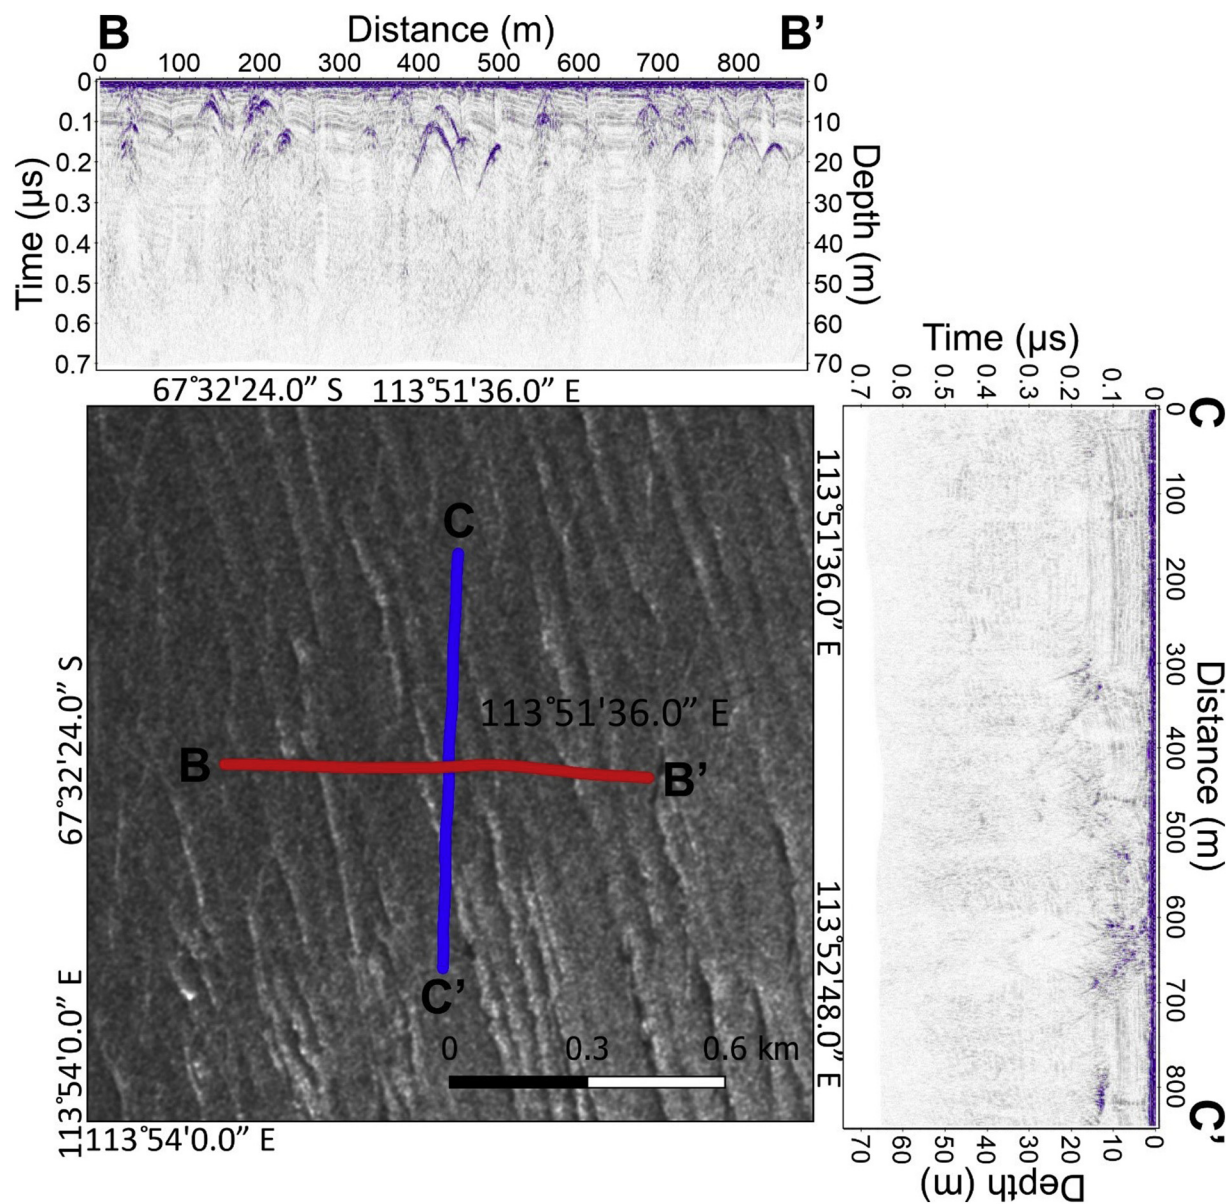 B Distance (m) B’
0 100 200 300 400 500 600 700 800
Time (µs)
0
0.1
0.2
0.3
0.4
0.5
0.6
0.7
0
10
20
30
40
50
60
70
Depth (m)
67°32'24.0” S 113°51'36.0” E
67°32'24.0” S
113°54'0.0” E
113°54'0.0” E
113°51'36.0” E
113°52'48.0” E
C
113°51'36.0” E
B B’
C’
0 0.3 0.6 km
Time (µs)
0.7 0.6 0.5 0.4 0.3 0.2 0.1 0
C
0
100
200
300
400
500
600
700
800
Distance (m)
C’
70 60 50 40 30 20 10 0
Depth (m)